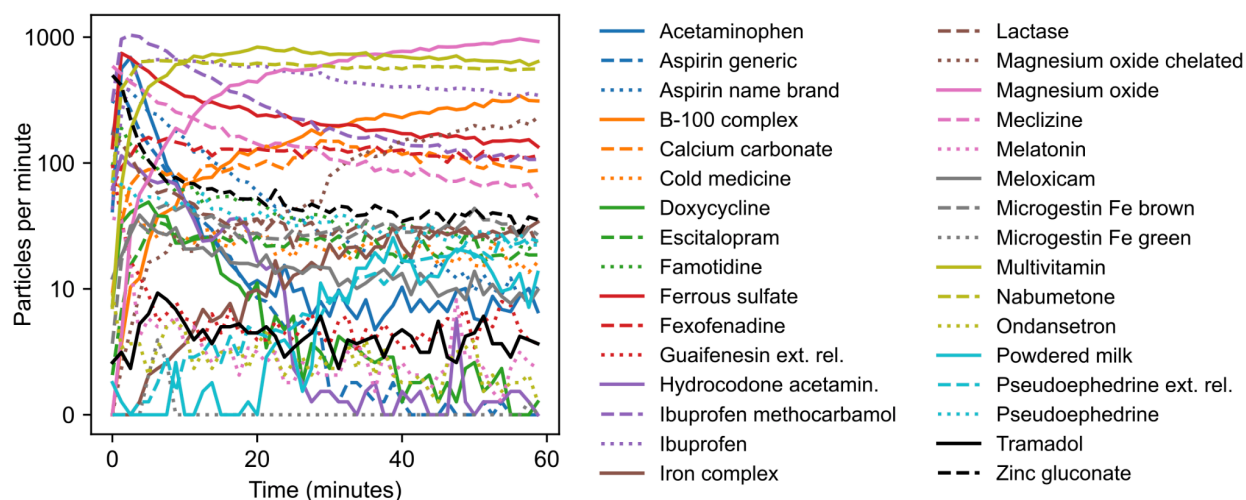 1000
100
10
0
Particles per minute
0
20
40
60
Time (minutes)
Acetaminophen
Aspirin generic
Aspirin name brand
B-100 complex
Calcium carbonate
Cold medicine
Doxycycline
Escitalopram
Famotidine
Ferrous sulfate
Fexofenadine
Guaifenesin ext. rel.
Hydrocodone acetamin.
Ibuprofen methocarbamol
Ibuprofen
Iron complex
Lactase
Magnesium oxide chelated
Magnesium oxide
Meclizine
Melatonin
Meloxicam
Microgestin Fe brown
Microgestin Fe green
Multivitamin
Nabumetone
Ondansetron
Powdered milk
Pseudoephedrine ext. rel.
Pseudoephedrine
Tramadol
Zinc gluconate